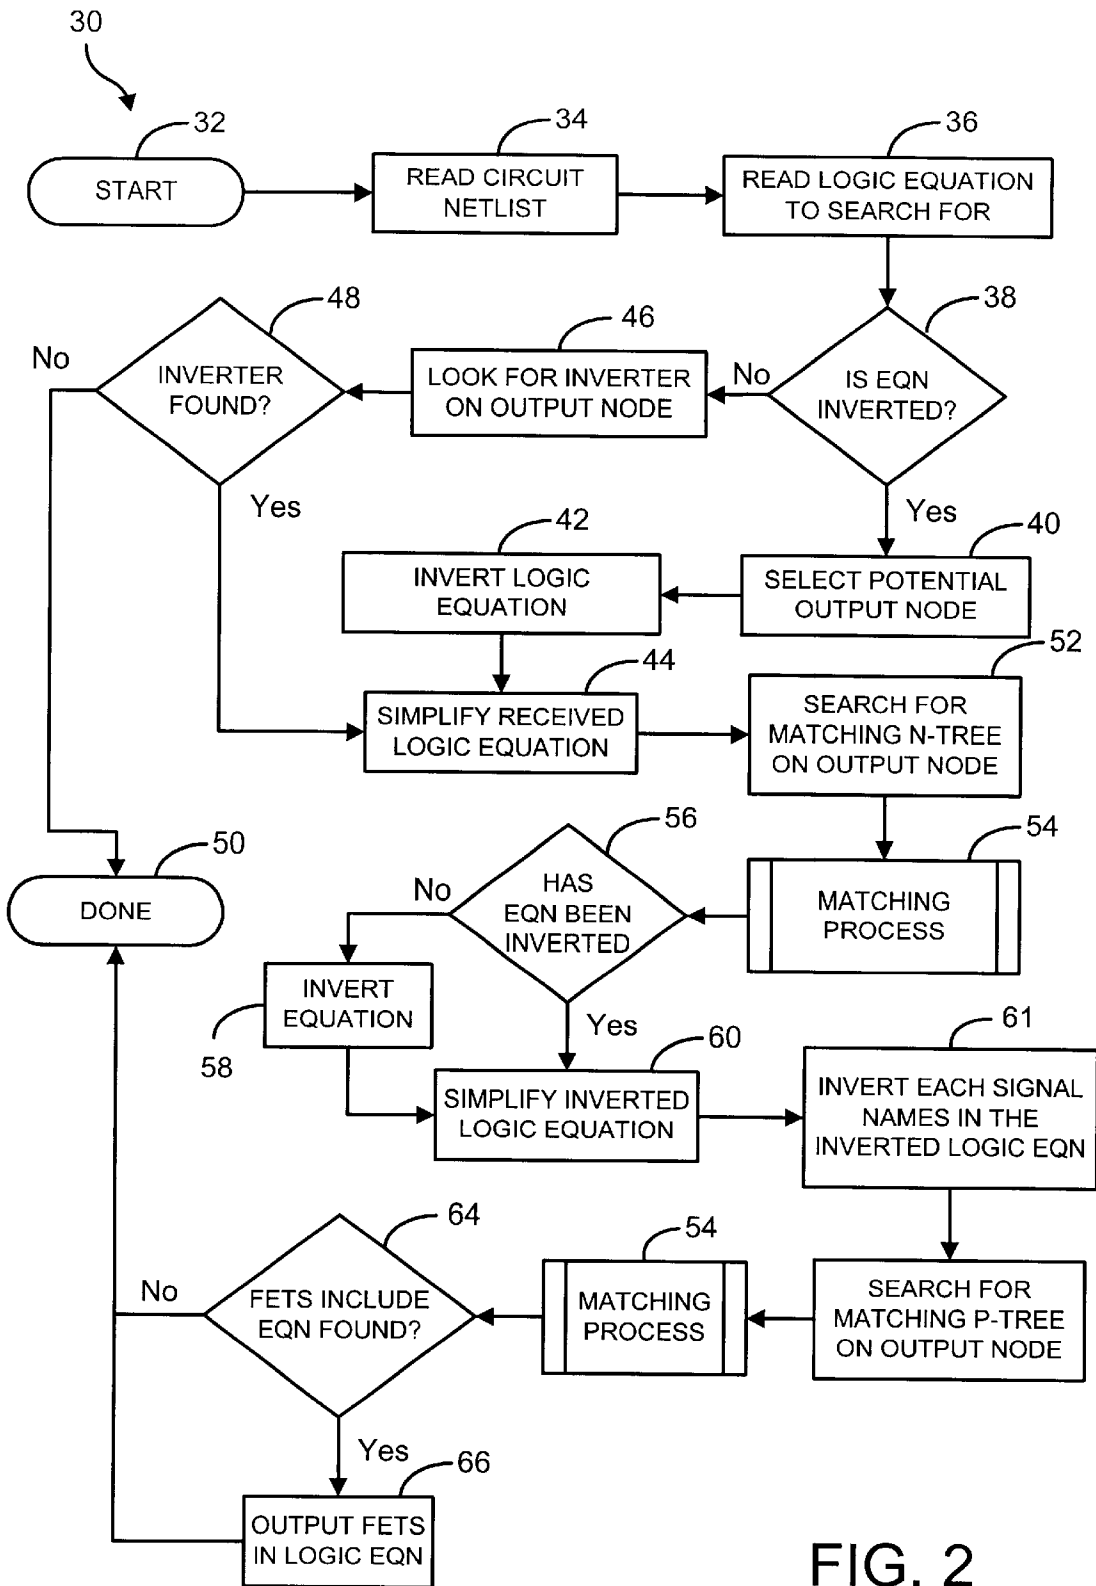 30
32
START
34
READ CIRCUIT
NETLIST
36
READ LOGIC EQUATION
TO SEARCH FOR
38
IS EQN
INVERTED?
No
Yes
46
LOOK FOR INVERTER
ON OUTPUT NODE
48
INVERTER
FOUND?
No
Yes
40
SELECT POTENTIAL
OUTPUT NODE
42
INVERT LOGIC
EQUATION
44
SIMPLIFY RECEIVED
LOGIC EQUATION
52
SEARCH FOR
MATCHING N-TREE
ON OUTPUT NODE
54
MATCHING
PROCESS
56
HAS
EQN BEEN
INVERTED
No
Yes
50
DONE
INVERT
EQUATION
58
60
SIMPLIFY INVERTED
LOGIC EQUATION
61
INVERT EACH SIGNAL
NAMES IN THE
INVERTED LOGIC EQN
SEARCH FOR
MATCHING P-TREE
ON OUTPUT NODE
54
MATCHING
PROCESS
64
FETS INCLUDE
EQN FOUND?
No
Yes
66
OUTPUT FETS
IN LOGIC EQN
FIG. 2